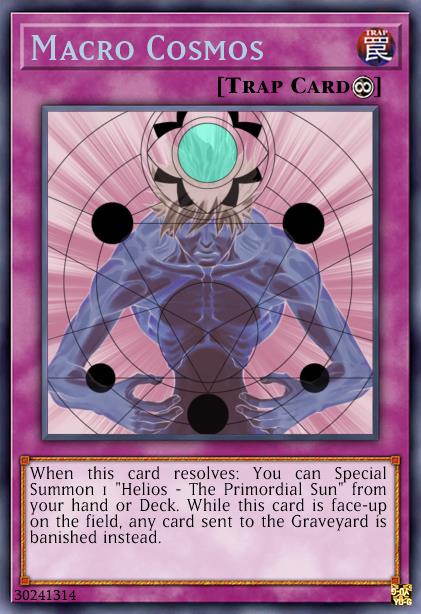 Macro Cosmos
TRAP
罠
[Trap Card]
When this card resolves: You can Special
Summon 1 "Helios - The Primordial Sun" from
your hand or Deck. While this card is face-up
on the field, any card sent to the Graveyard is
banished instead.
30241314